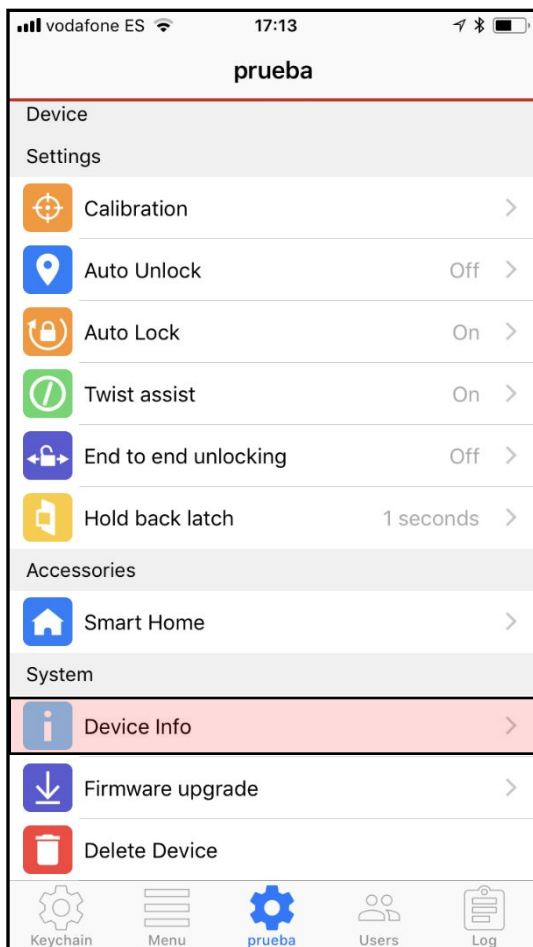 vodafone ES 17:13
prueba
Device
Settings
Calibration
Auto Unlock Off
Auto Lock On
Twist assist On
End to end unlocking Off
Hold back latch 1 seconds
Accessories
Smart Home
System
Device Info
Firmware upgrade
Delete Device
Keychain Menu prueba Users Log